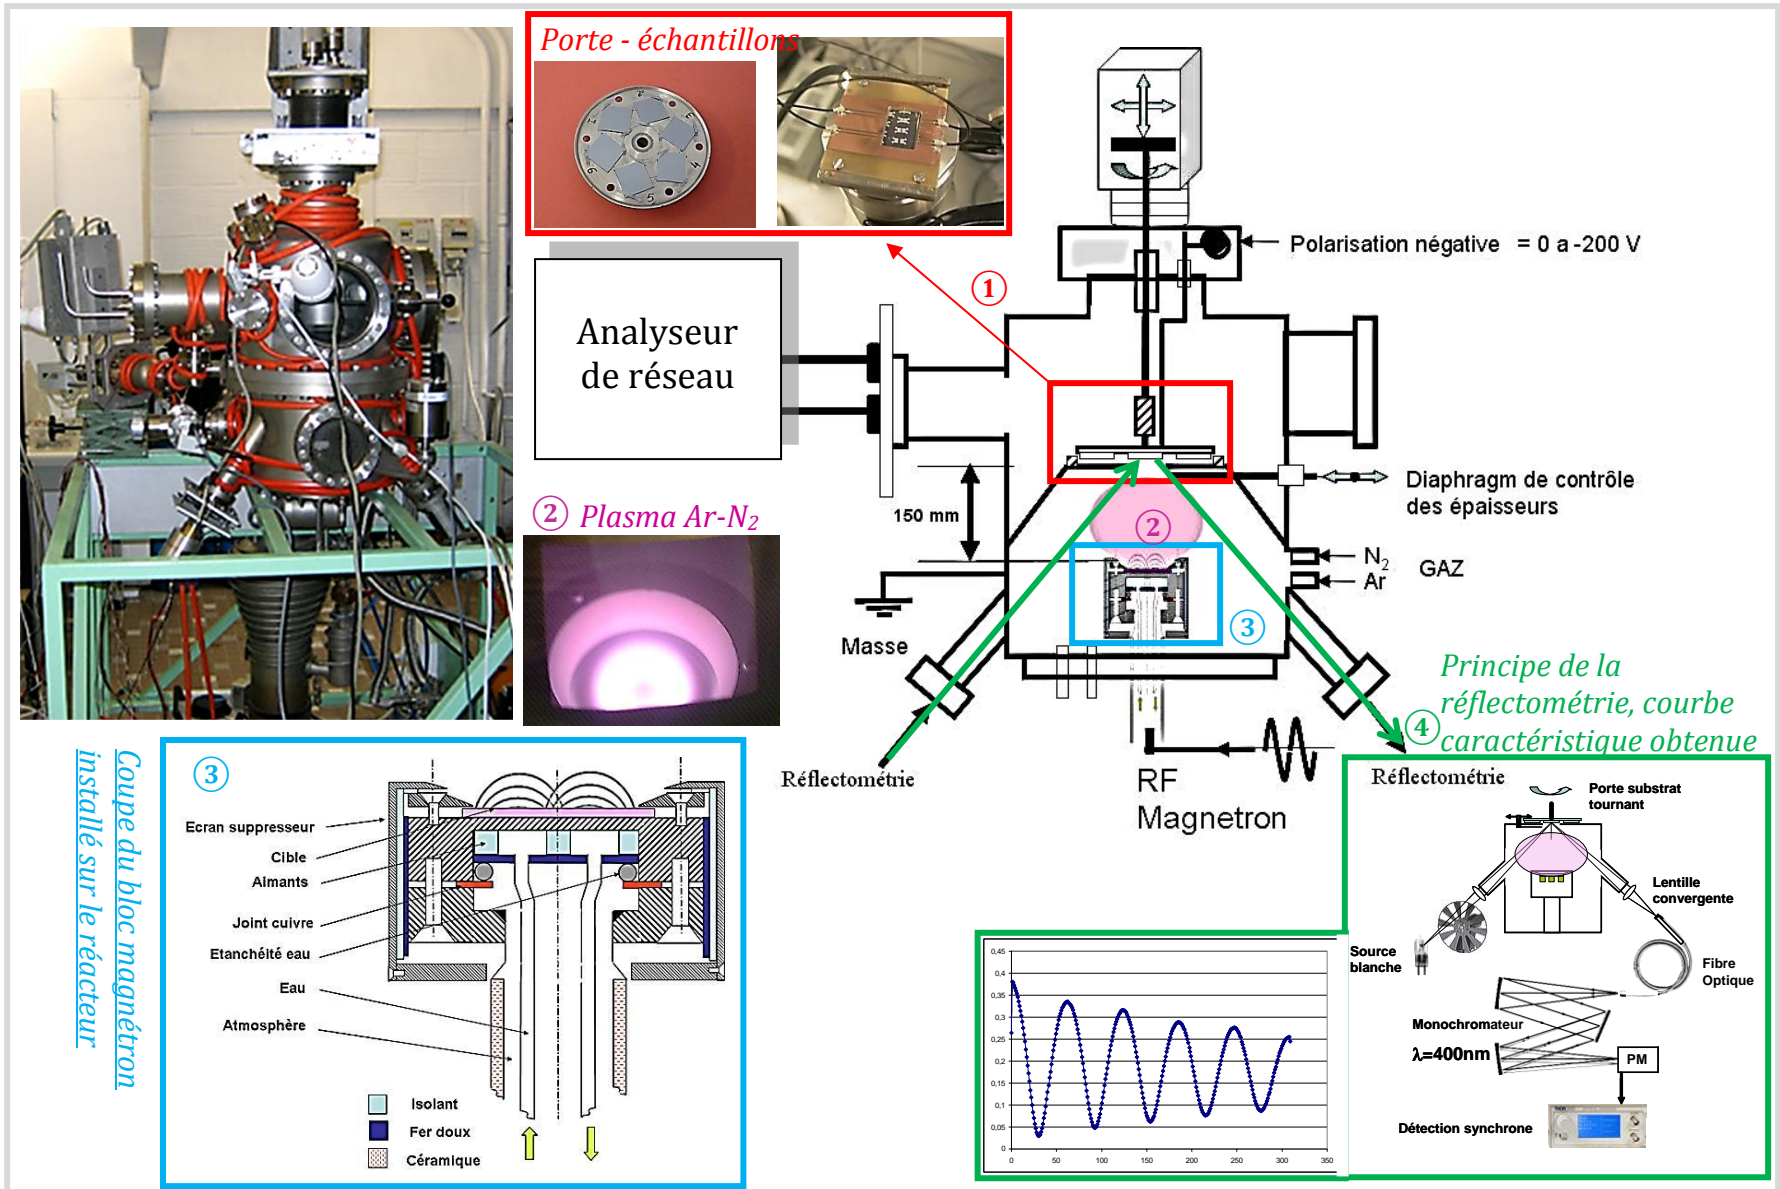 Porte - échantillons
Polarisation négative = 0 a -200 V
①
Analyseur
de réseau
② Plasma Ar-N₂
150 mm
②
Diaphragm de contrôle
des épaisseurs
N₂
Ar
GAZ
③
Masse
Réflectométrie
RF
Magnetron
Principe de la
réflectométrie, courbe
④ caractéristique obtenue
Réflectométrie
Coupe du bloc magnétron
installé sur le réacteur
③
Ecran suppresseur
Cible
Aimants
Joint cuivre
Etanchéité eau
Eau
Atmosphère
Isolant
Fer doux
Céramique
0,45
0,4
0,35
0,3
0,25
0,2
0,15
0,1
0,05
0
0 50 100 150 200 250 300 350
Porte substrat
tournant
Lentille
convergente
Source
blanche
Fibre
Optique
Monochromateur
λ=400nm
PM
Détection synchrone